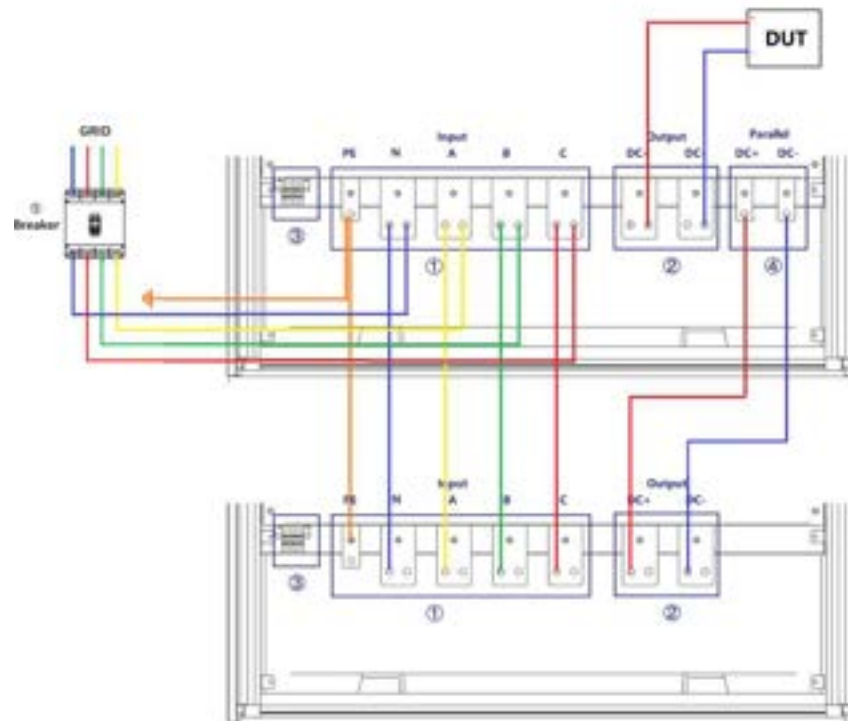 DUT
GRID
Input
Output
Parallel
PE
N
A
B
C
DC+
DC-
DC+
DC-
⑤
Breaker
③
①
②
④
Input
Output
PE
N
A
B
C
DC+
DC-
③
①
②